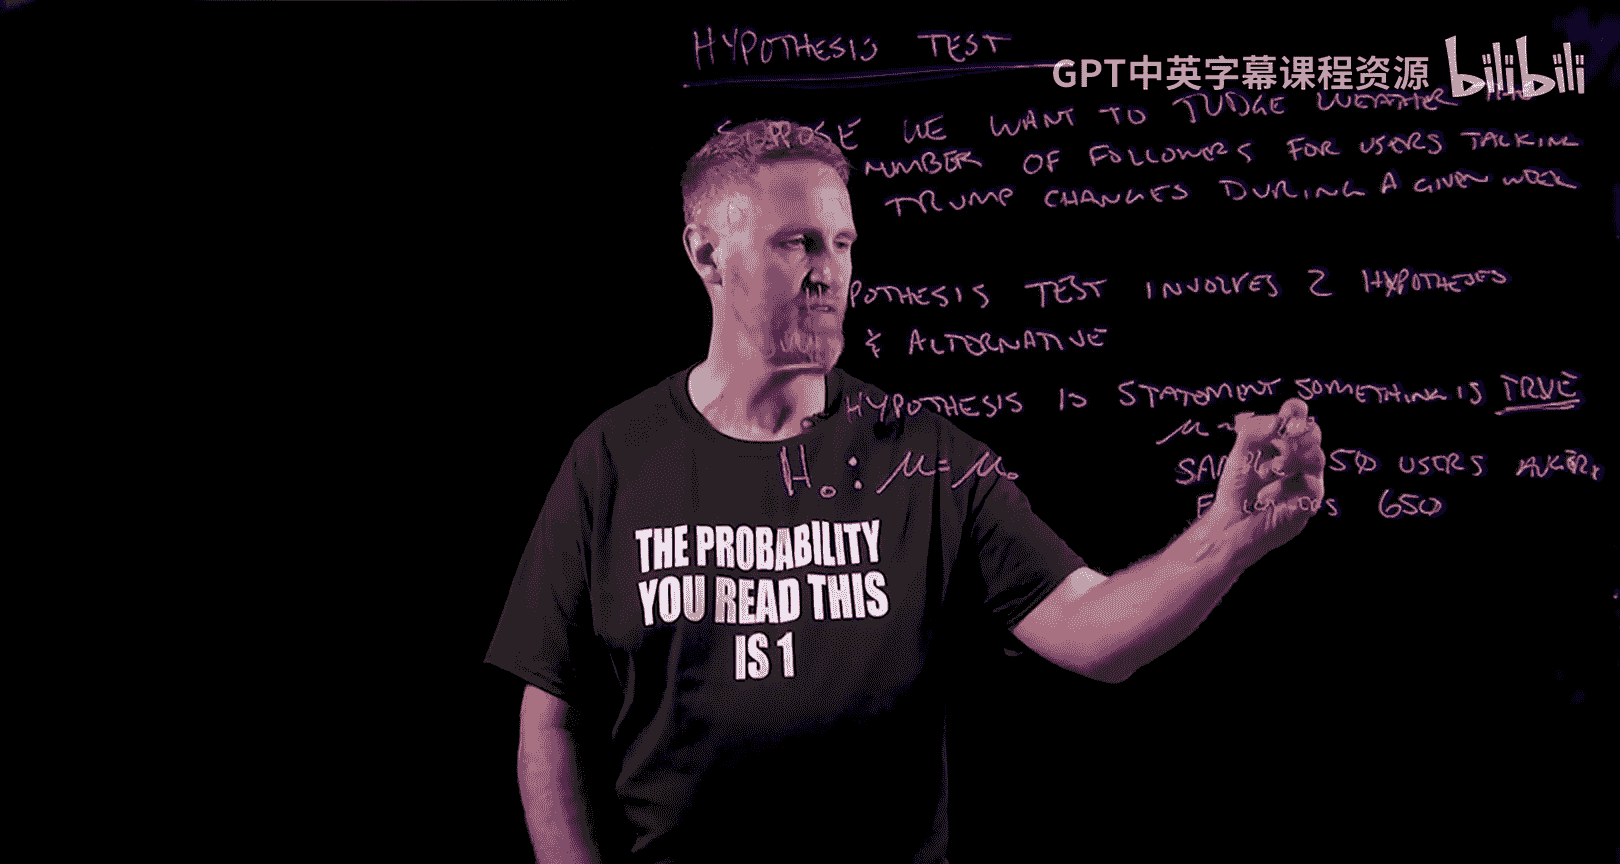 HYPOTHESIS TEST
GPT中英字幕课程资源 bilibili
SUPPOSE WE WANT TO JUDGE WEATHER
NUMBER OF FOLLOWERS FOR USERS TALKING
TRUMP CHANGES DURING A GIVEN WEEK
POTHESIS TEST INVOLVES 2 HYPOTHESES
& ALTERNATIVE
HYPOTHESIS IS STATEMENT SOMETHING IS TRUE
H₀: μ = μ₀
50 USERS
650
THE PROBABILITY
YOU READ THIS
IS 1